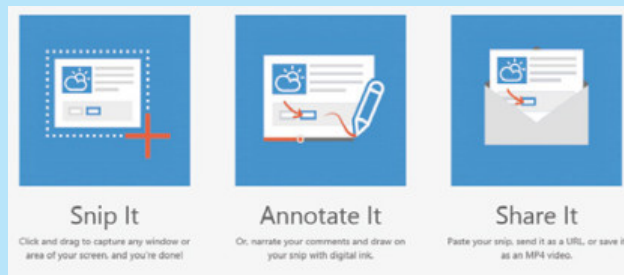 Snip It
Click and drag to capture any window or
area of your screen, and you're done!
Annotate It
Or, narrate your comments and draw on
your snip with digital ink.
Share It
Paste your snip, send it as a URL, or save it
as an MP4 video.